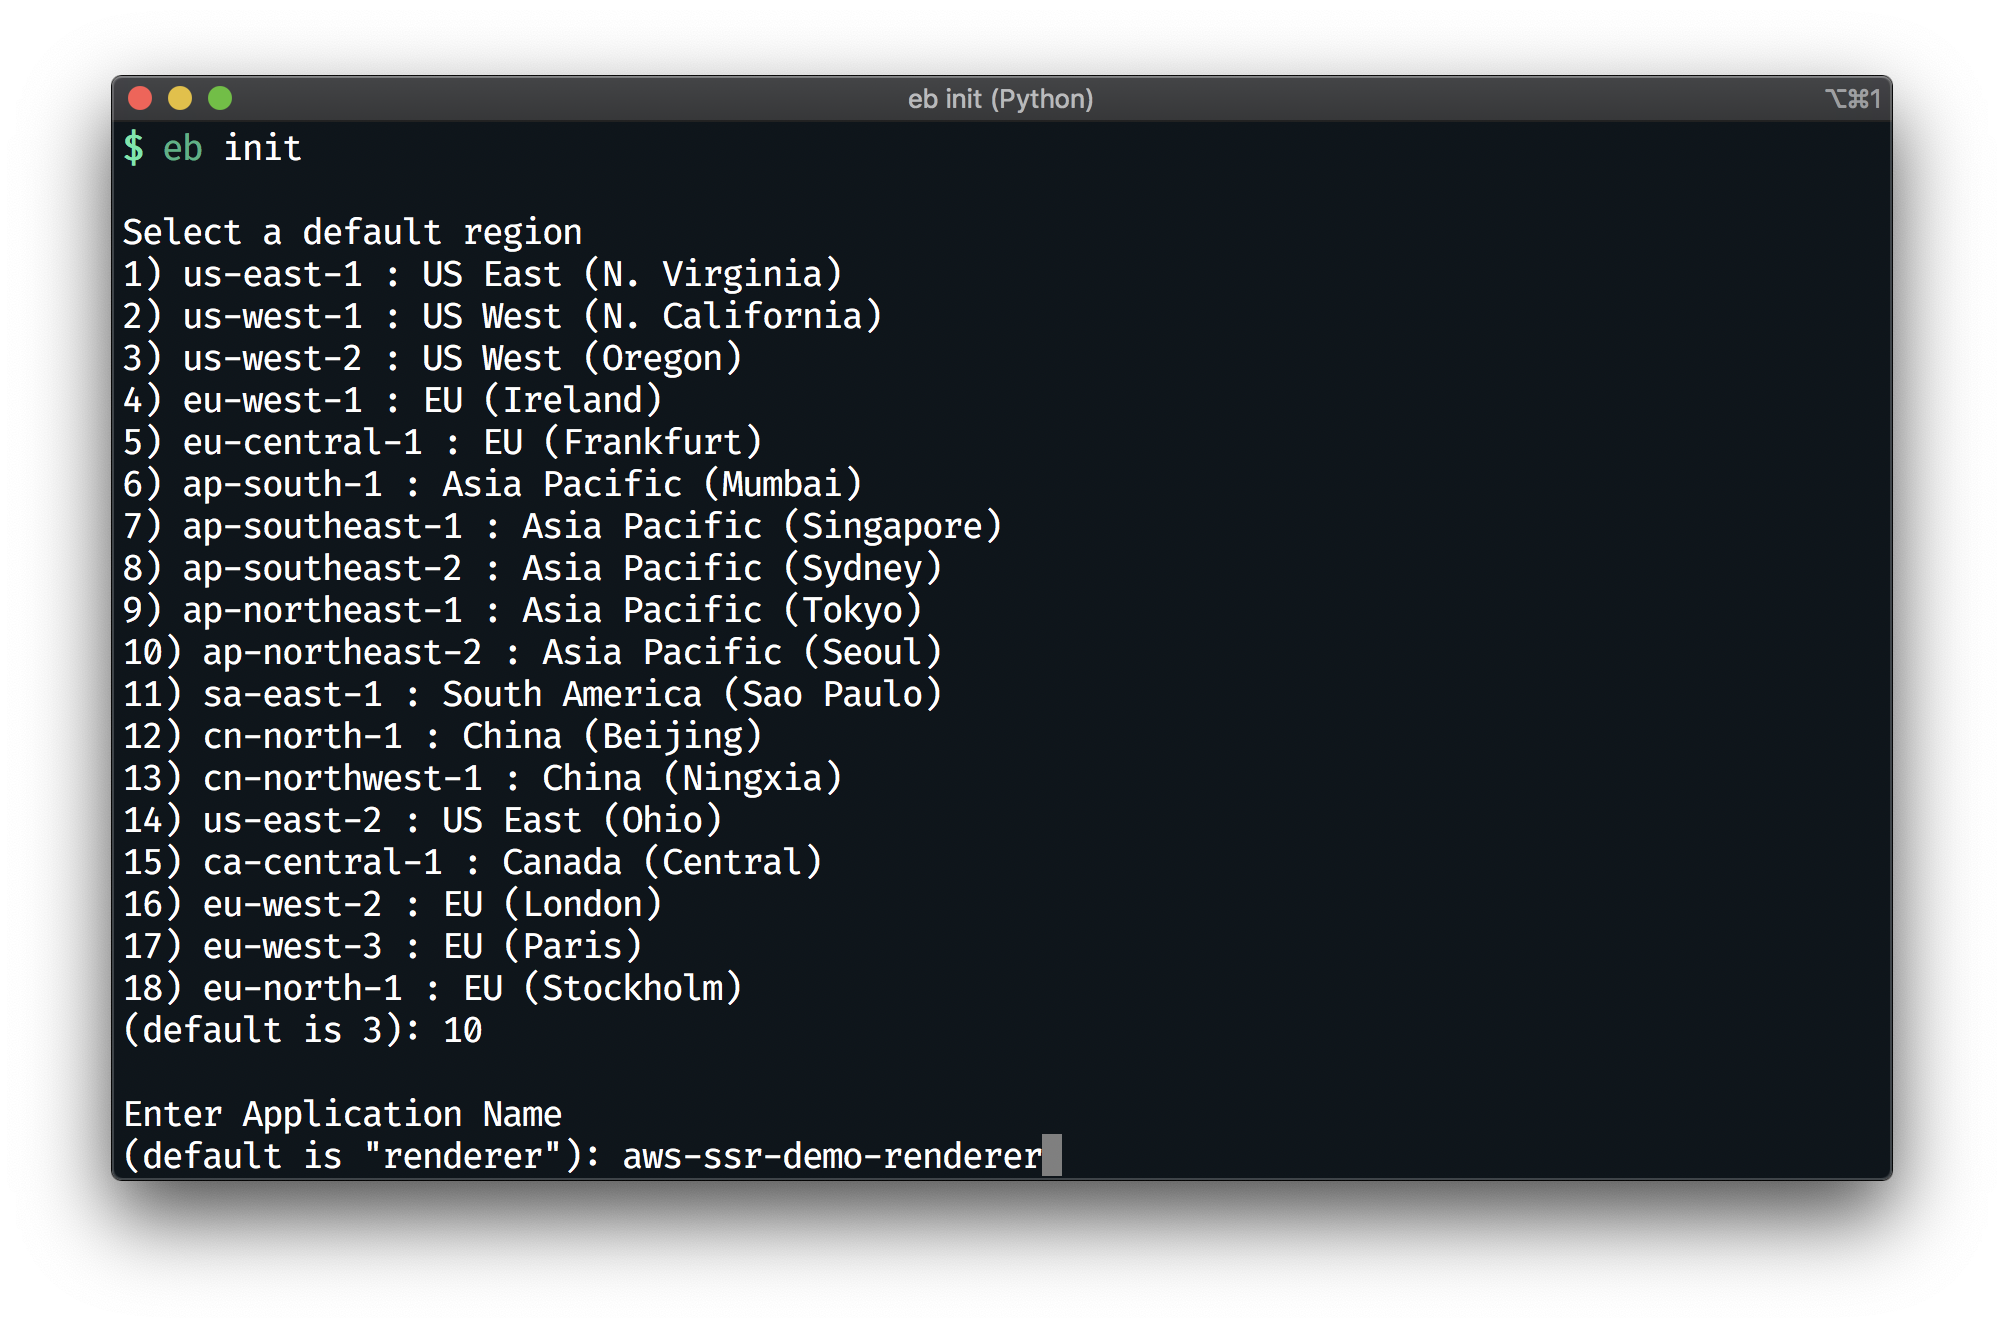 eb init (Python)
⌥⌘1
$ eb init
Select a default region
1) us-east-1 : US East (N. Virginia)
2) us-west-1 : US West (N. California)
3) us-west-2 : US West (Oregon)
4) eu-west-1 : EU (Ireland)
5) eu-central-1 : EU (Frankfurt)
6) ap-south-1 : Asia Pacific (Mumbai)
7) ap-southeast-1 : Asia Pacific (Singapore)
8) ap-southeast-2 : Asia Pacific (Sydney)
9) ap-northeast-1 : Asia Pacific (Tokyo)
10) ap-northeast-2 : Asia Pacific (Seoul)
11) sa-east-1 : South America (Sao Paulo)
12) cn-north-1 : China (Beijing)
13) cn-northwest-1 : China (Ningxia)
14) us-east-2 : US East (Ohio)
15) ca-central-1 : Canada (Central)
16) eu-west-2 : EU (London)
17) eu-west-3 : EU (Paris)
18) eu-north-1 : EU (Stockholm)
(default is 3): 10
Enter Application Name
(default is "renderer"): aws-ssr-demo-renderer